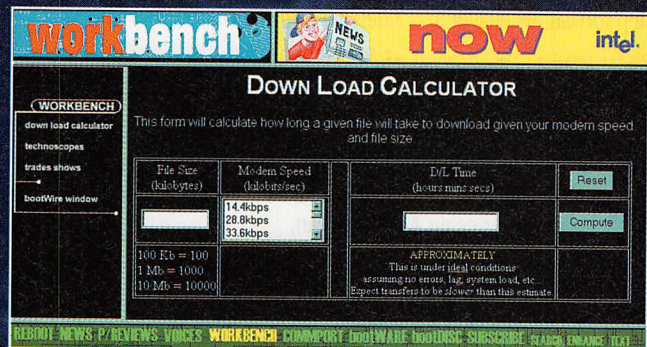 workbench
NEWS
now
intel.
DOWN LOAD CALCULATOR
WORKBENCH
down load calculator
technoscopes
trades shows
bootWire window
This form will calculate how long a given file will take to download given your modem speed
and file size
File Size
(kilobytes)
Modem Speed
(kilobits/sec)
D/L Time
(hours mins secs)
Reset
14.4kbps
28.8kbps
33.6kbps
Compute
100 Kb = 100
1 Mb = 1000
10 Mb = 10000
APPROXIMATELY
This is under ideal conditions
assuming no errors, lag, system load, etc
Expect transfers to be slower than this estimate
REBOOT NEWS P/REVIEWS VOICES WORKBENCH COMMPORT bootWARE bootDISC SUBSCRIBE SEARCH ENHANCE TEXT